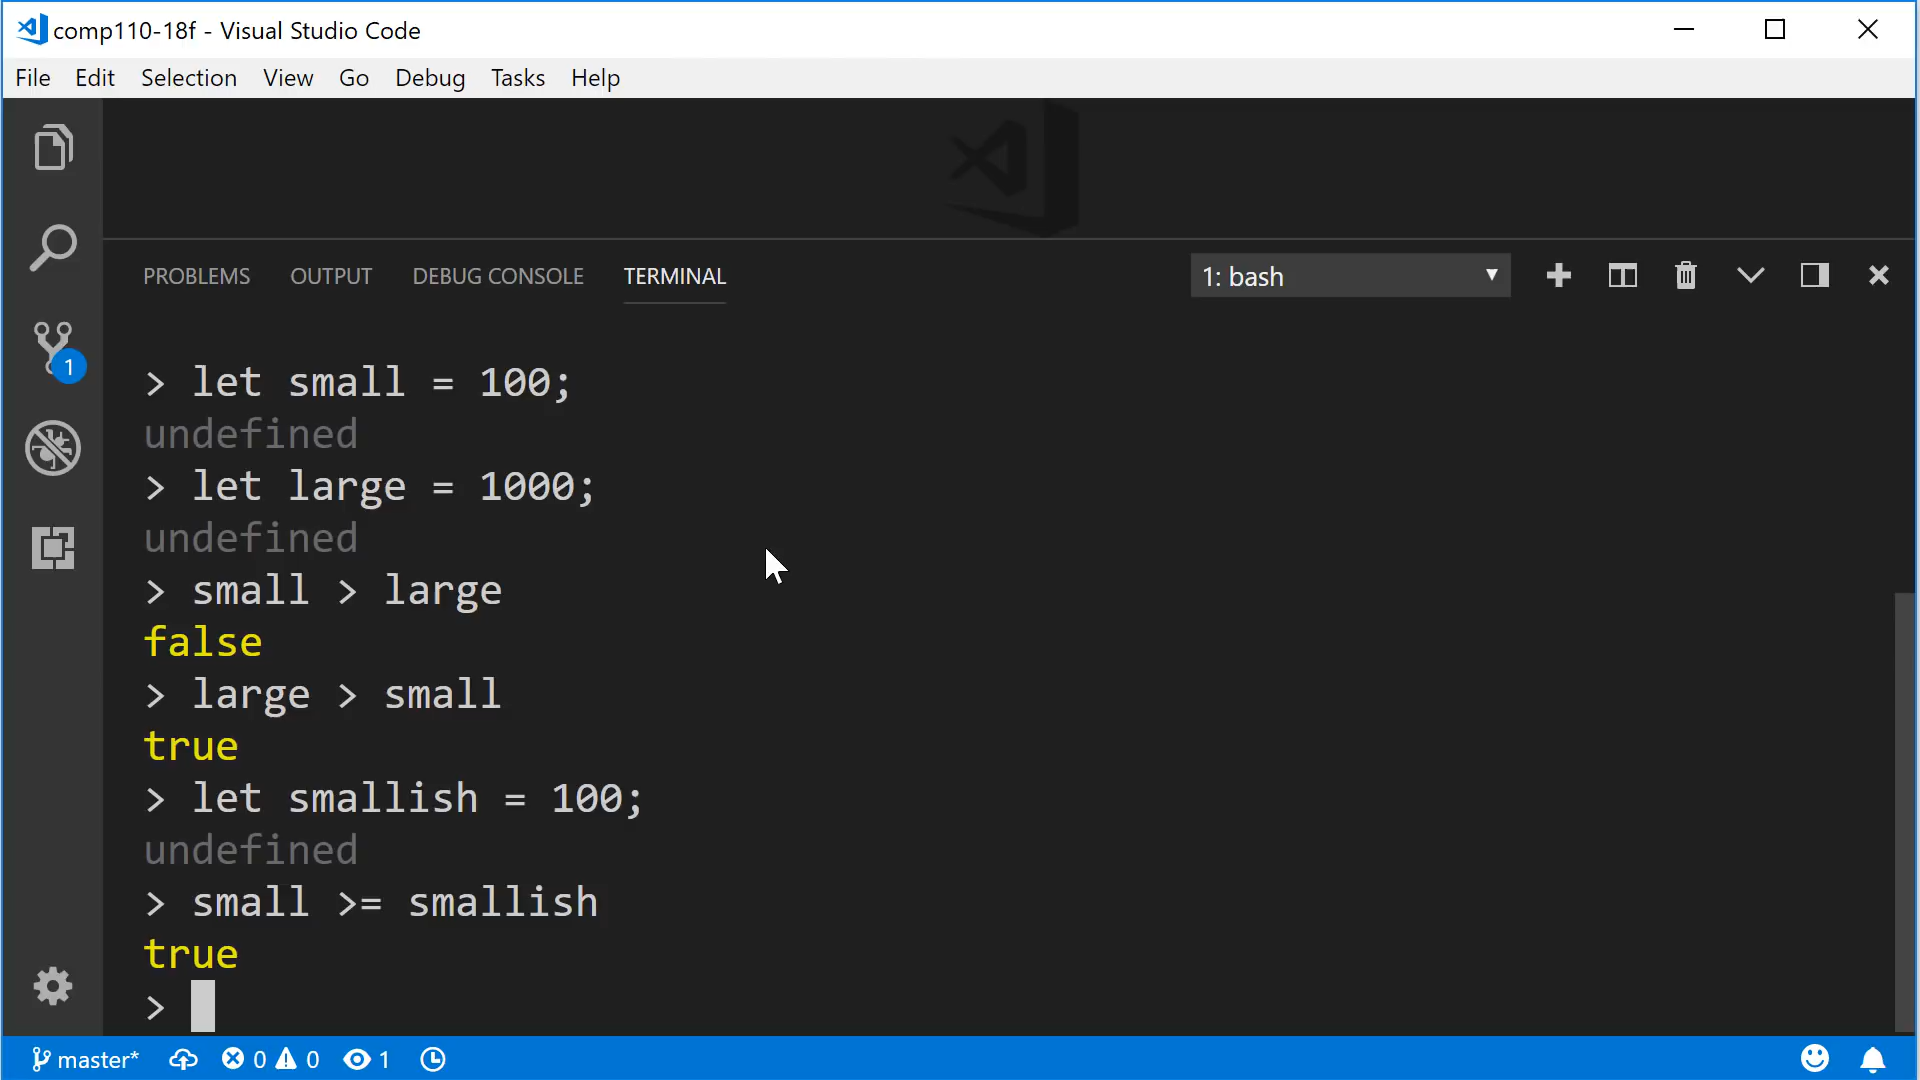 comp110-18f - Visual Studio Code
File Edit Selection View Go Debug Tasks Help
PROBLEMS OUTPUT DEBUG CONSOLE TERMINAL 1: bash
> let small = 100;
undefined
> let large = 1000;
undefined
> small > large
false
> large > small
true
> let smallish = 100;
undefined
> small >= smallish
true
>
1
master* 0 0 1